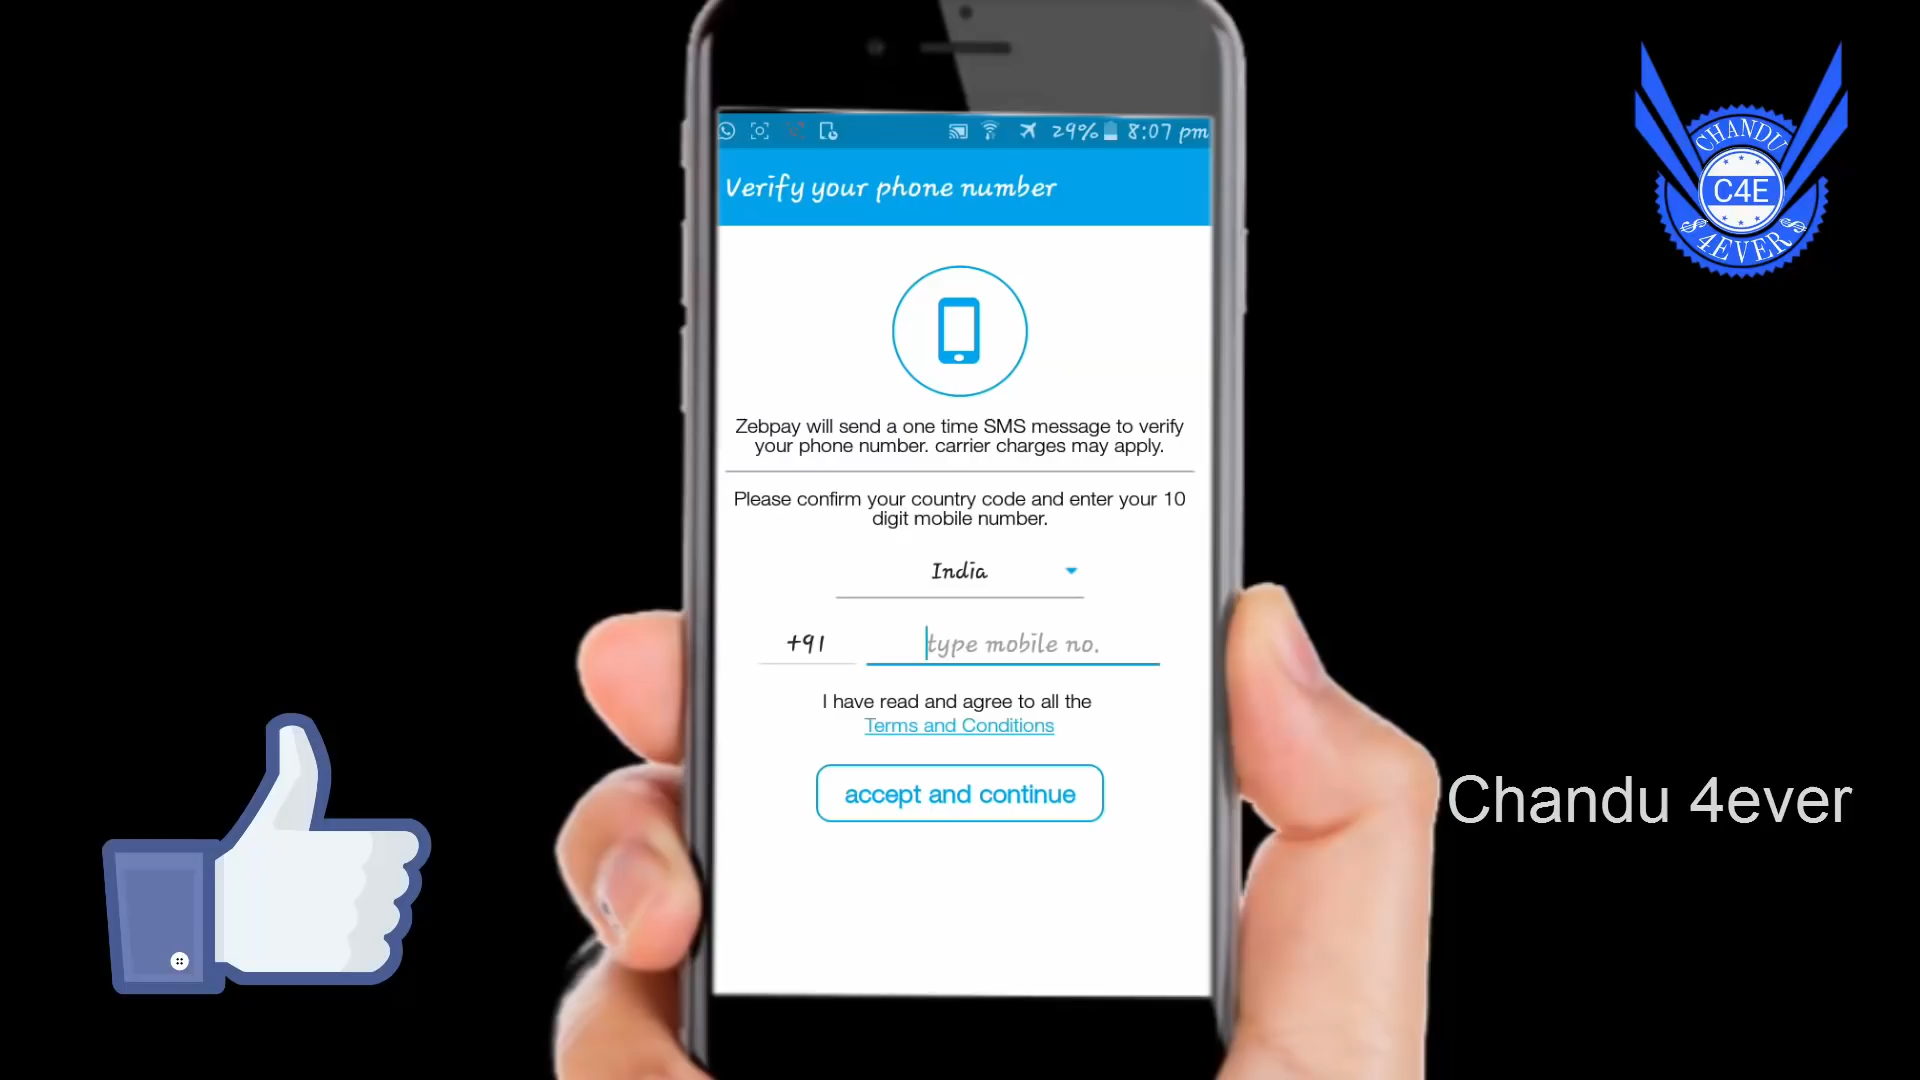 29% 8:07 pm
Verify your phone number
Zebpay will send a one time SMS message to verify
your phone number. carrier charges may apply.
Please confirm your country code and enter your 10
digit mobile number.
India
+91 type mobile no.
I have read and agree to all the
Terms and Conditions
accept and continue
CHANDU
C4E
$ 4EVER $
Chandu 4ever